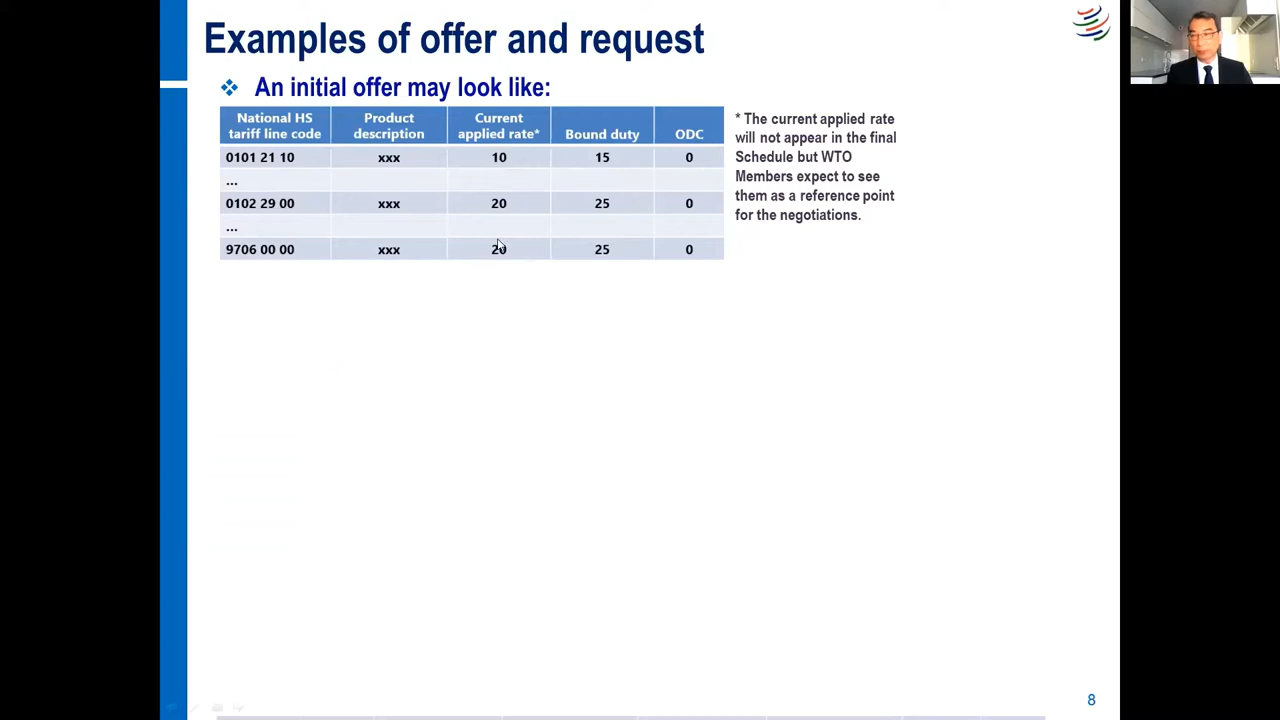 Examples of offer and request
An initial offer may look like:
National HS tariff line code | Product description | Current applied rate* | Bound duty | ODC
0101 21 10 | xxx | 10 | 15 | 0
...
0102 29 00 | xxx | 20 | 25 | 0
...
9706 00 00 | xxx | 20 | 25 | 0
* The current applied rate
will not appear in the final
Schedule but WTO
Members expect to see
them as a reference point
for the negotiations.
8